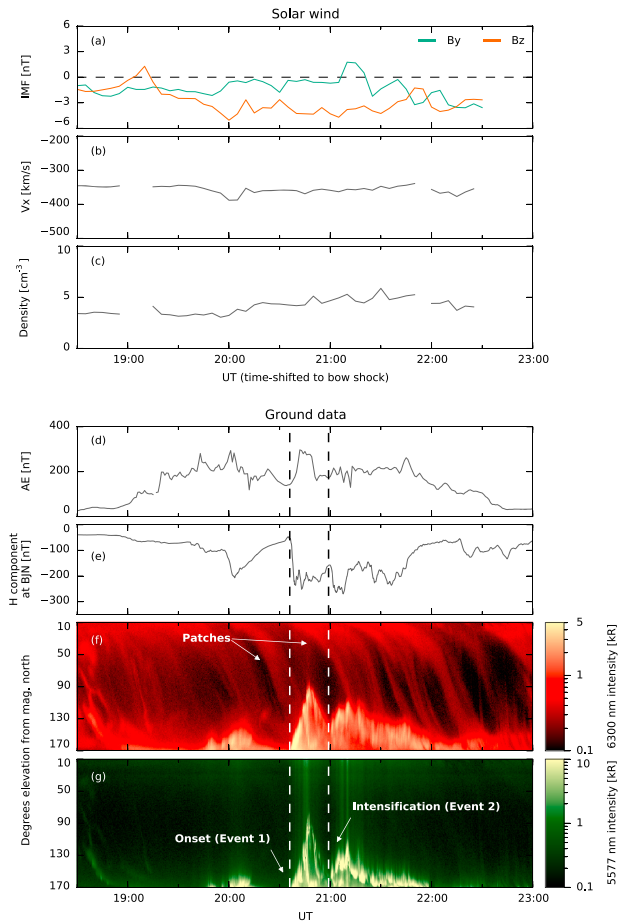 Solar wind
(a)
By
Bz
IMF [nT]
6
3
0
−3
−6
(b)
Vx [km/s]
−200
−300
−400
−500
(c)
Density [cm⁻³]
10
5
0
19:00 20:00 21:00 22:00 23:00
UT (time-shifted to bow shock)
Ground data
(d)
AE [nT]
400
200
0
(e)
H component
at BJN [nT]
0
−100
−200
−300
(f)
Patches
10
50
90
130
170
5
1
0.1
6300 nm intensity [kR]
Degrees elevation from mag, north
(g)
Onset (Event 1)
Intensification (Event 2)
10
50
90
130
170
10
1
0.1
5577 nm intensity [kR]
19:00 20:00 21:00 22:00 23:00
UT